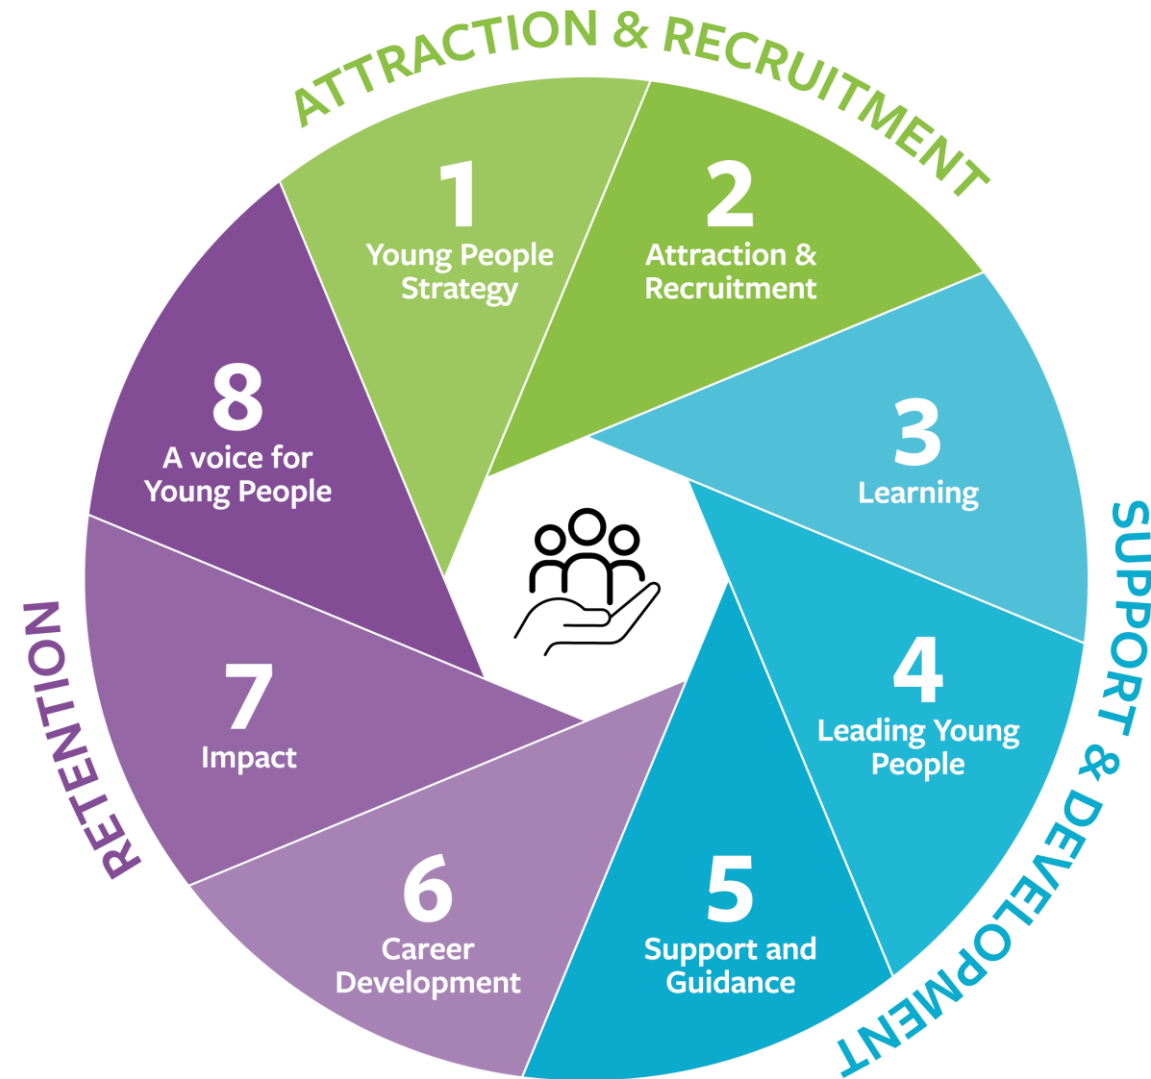 ATTRACTION & RECRUITMENT
1
Young People
Strategy
2
Attraction &
Recruitment
3
Learning
4
Leading Young
People
5
Support and
Guidance
6
Career
Development
7
Impact
8
A voice for
Young People
SUPPORT & DEVELOPMENT
RETENTION